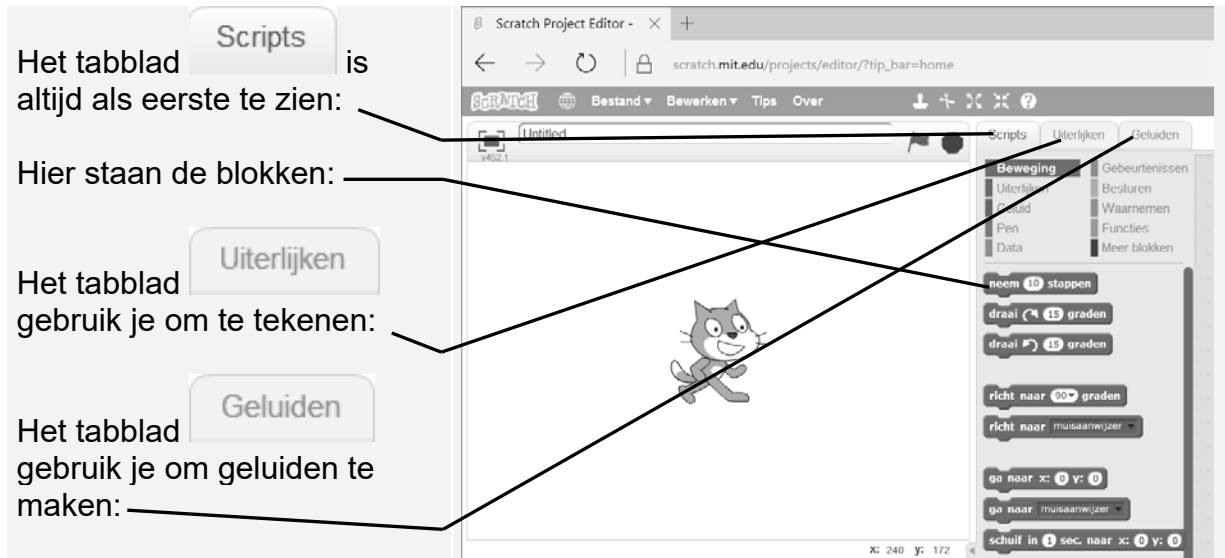 Het tabblad Scripts is
altijd als eerste te zien:
Hier staan de blokken:
Het tabblad Uiterlijken
gebruik je om te tekenen:
Het tabblad Geluiden
gebruik je om geluiden te
maken:
Scratch Project Editor -
scratch.mit.edu/projects/editor/?tip_bar=home
SCRATCH Bestand Bewerken Tips Over
Untitled
v452.1
Scripts Uiterlijken Geluiden
Beweging Gebeurtenissen
Uiterlijken Besturen
Geluid Waarnemen
Pen Functies
Data Meer blokken
neem 10 stappen
draai 15 graden
draai 15 graden
richt naar 90 graden
richt naar muisaanwijzer
ga naar x: 0 y: 0
ga naar muisaanwijzer
schuif in 1 sec. naar x: 0 y: 0
x: 240 y: 172